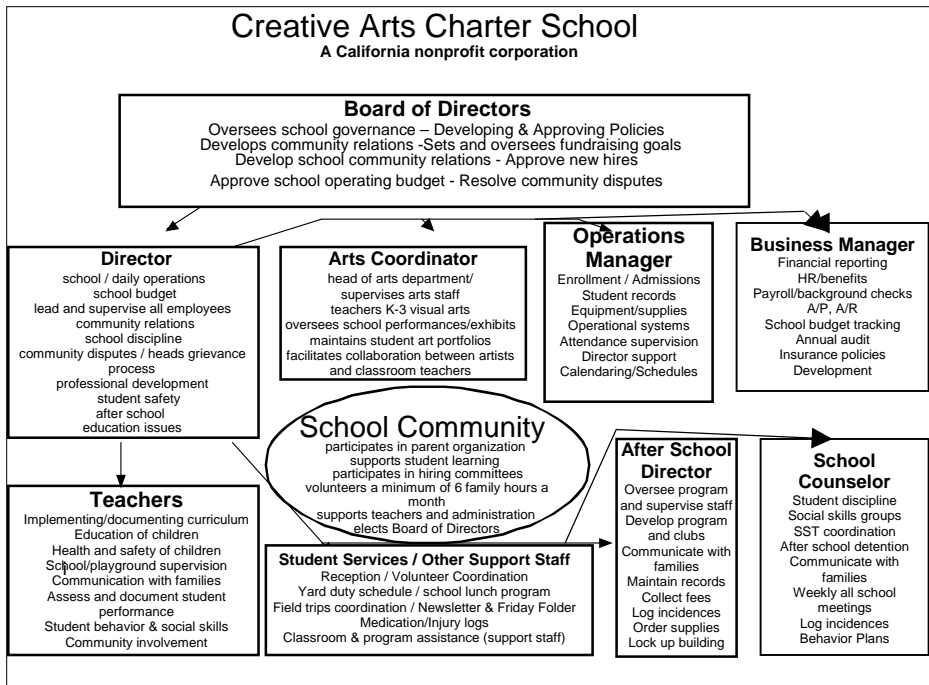 Creative Arts Charter School
A California nonprofit corporation
Board of Directors
Oversees school governance – Developing & Approving Policies
Develops community relations -Sets and oversees fundraising goals
Develop school community relations - Approve new hires
Approve school operating budget - Resolve community disputes
Director
school / daily operations
school budget
lead and supervise all employees
community relations
school discipline
community disputes / heads grievance
process
professional development
student safety
after school
education issues
Arts Coordinator
head of arts department/
supervises arts staff
teachers K-3 visual arts
oversees school performances/exhibits
maintains student art portfolios
facilitates collaboration between artists
and classroom teachers
Operations
Manager
Enrollment / Admissions
Student records
Equipment/supplies
Operational systems
Attendance supervision
Director support
Calendaring/Schedules
Business Manager
Financial reporting
HR/benefits
Payroll/background checks
A/P, A/R
School budget tracking
Annual audit
Insurance policies
Development
School Community
participates in parent organization
supports student learning
participates in hiring committees
volunteers a minimum of 6 family hours a
month
supports teachers and administration
elects Board of Directors
Teachers
Implementing/documenting curriculum
Education of children
Health and safety of children
School/playground supervision
Communication with families
Assess and document student
performance
Student behavior & social skills
Community involvement
Student Services / Other Support Staff
Reception / Volunteer Coordination
Yard duty schedule / school lunch program
Field trips coordination / Newsletter & Friday Folder
Medication/Injury logs
Classroom & program assistance (support staff)
After School
Director
Oversee program
and supervise staff
Develop program
and clubs
Communicate with
families
Maintain records
Collect fees
Log incidences
Order supplies
Lock up building
School
Counselor
Student discipline
Social skills groups
SST coordination
After school detention
Communicate with
families
Weekly all school
meetings
Log incidences
Behavior Plans